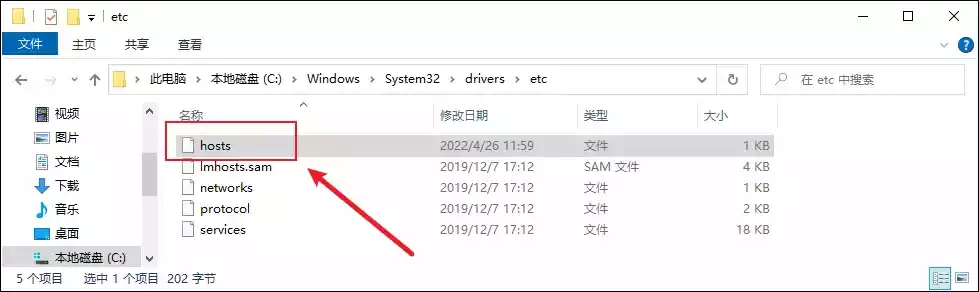 etc
文件 主页 共享 查看
此电脑 本地磁盘 (C:) Windows System32 drivers etc 在 etc 中搜索
视频
图片
文档
下载
音乐
桌面
本地磁盘 (C:)
名称 修改日期 类型 大小
hosts 2022/4/26 11:59 文件 1 KB
lmhosts.sam 2019/12/7 17:12 SAM 文件 4 KB
networks 2019/12/7 17:12 文件 1 KB
protocol 2019/12/7 17:12 文件 2 KB
services 2019/12/7 17:12 文件 18 KB
5 个项目 选中 1 个项目 202 字节